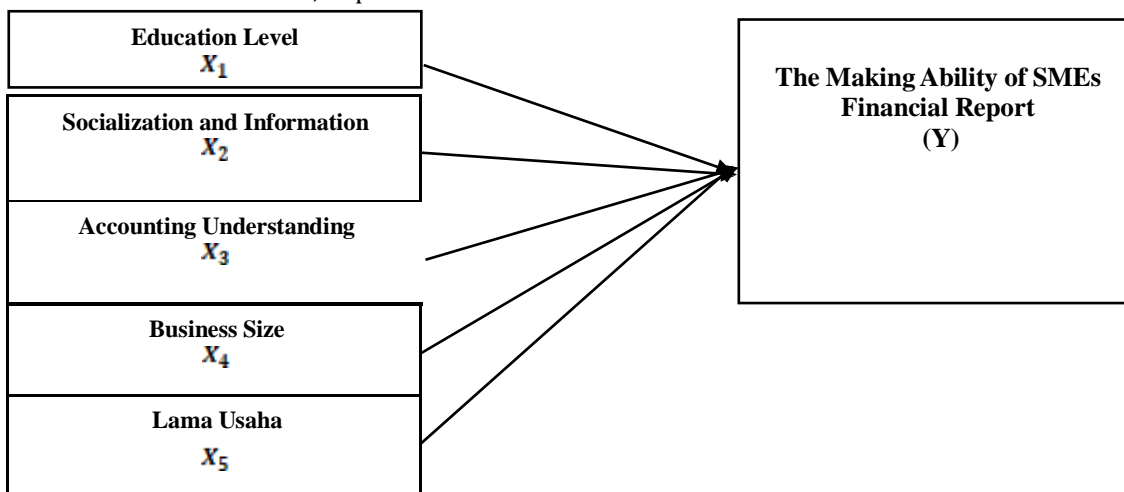 Education Level
X1
Socialization and Information
X2
Accounting Understanding
X3
Business Size
X4
Lama Usaha
X5
The Making Ability of SMEs
Financial Report
(Y)